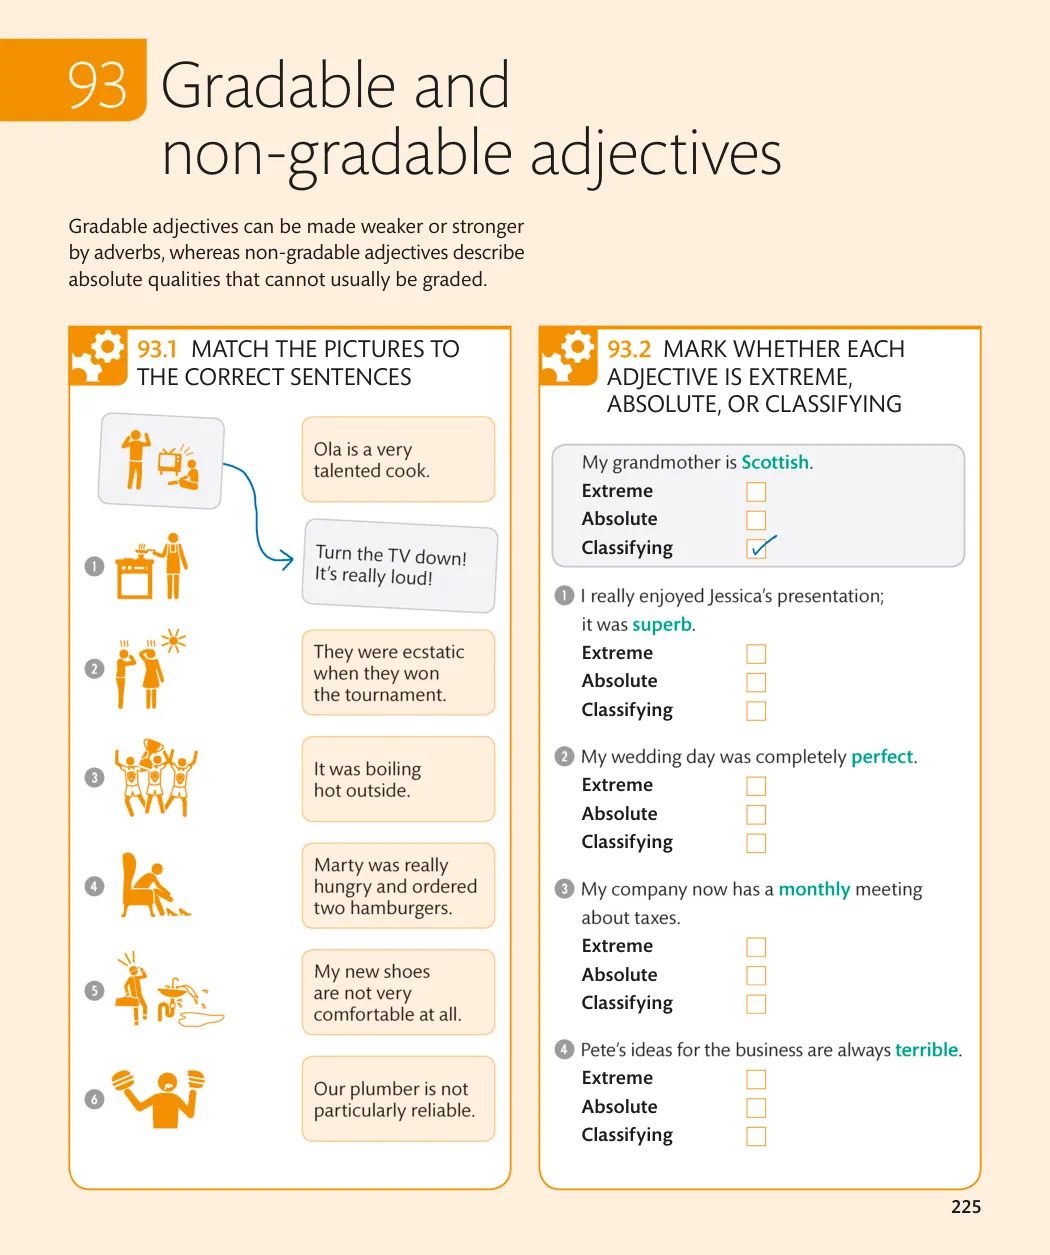 93
Gradable and
non-gradable adjectives
Gradable adjectives can be made weaker or stronger
by adverbs, whereas non-gradable adjectives describe
absolute qualities that cannot usually be graded.
93.1 MATCH THE PICTURES TO
THE CORRECT SENTENCES
Ola is a very
talented cook.
Turn the TV down!
It's really loud!
1
2
They were ecstatic
when they won
the tournament.
3
It was boiling
hot outside.
4
Marty was really
hungry and ordered
two hamburgers.
5
My new shoes
are not very
comfortable at all.
6
Our plumber is not
particularly reliable.
93.2 MARK WHETHER EACH
ADJECTIVE IS EXTREME,
ABSOLUTE, OR CLASSIFYING
My grandmother is Scottish.
Extreme
Absolute
Classifying
1 I really enjoyed Jessica's presentation;
it was superb.
Extreme
Absolute
Classifying
2 My wedding day was completely perfect.
Extreme
Absolute
Classifying
3 My company now has a monthly meeting
about taxes.
Extreme
Absolute
Classifying
4 Pete's ideas for the business are always terrible.
Extreme
Absolute
Classifying
225